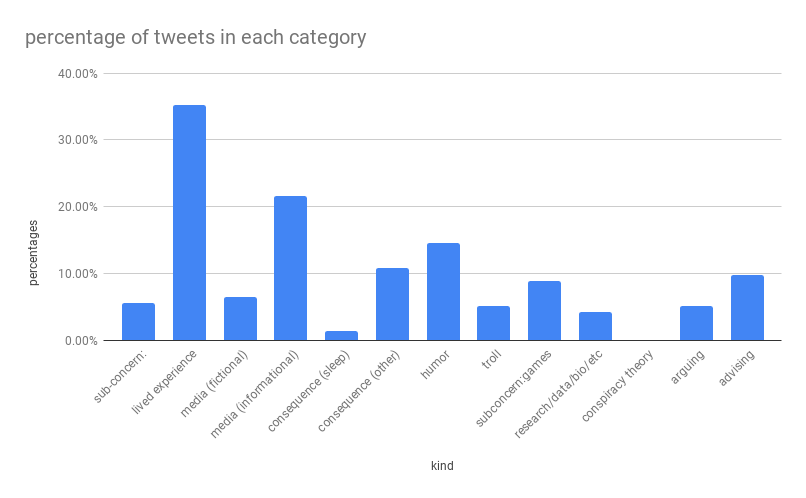 percentage of tweets in each category
40.00%
30.00%
20.00%
10.00%
0.00%
percentages
sub-concern:
lived experience
media (fictional)
media (informational)
consequence (sleep)
consequence (other)
humor
troll
subconcern:games
research/data/bio/etc
conspiracy theory
arguing
advising
kind